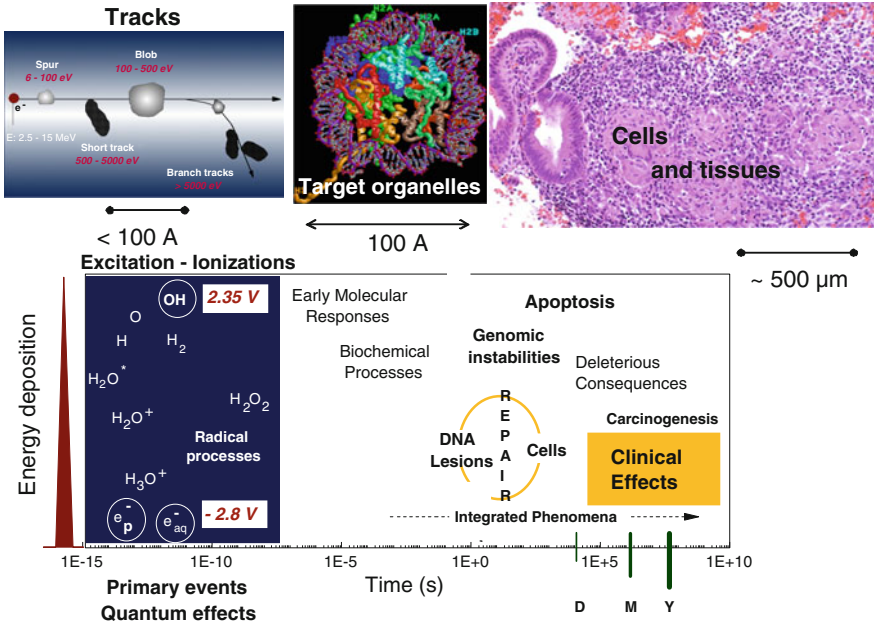 Tracks
Spur
6 - 100 eV
Blob
100 - 500 eV
e-
E: 2.5 - 15 MeV
Short track
500 - 5000 eV
Branch tracks
> 5000 eV
H2A
H2A
H2B
Target organelles
Cells
and tissues
< 100 A
100 A
~ 500 µm
Excitation - Ionizations
Energy deposition
OH 2.35 V
O
H
H2
H2O*
H2O2
H2O+
Radical
processes
H3O+
e-p
e-aq
- 2.8 V
Early Molecular
Responses
Biochemical
Processes
Apoptosis
Genomic
instabilities
Deleterious
Consequences
DNA
Lesions
REPAIR
Cells
Carcinogenesis
Clinical
Effects
Integrated Phenomena
1E-15 1E-10 1E-5 1E+0 1E+5 1E+10
Time (s)
Primary events
Quantum effects
D M Y